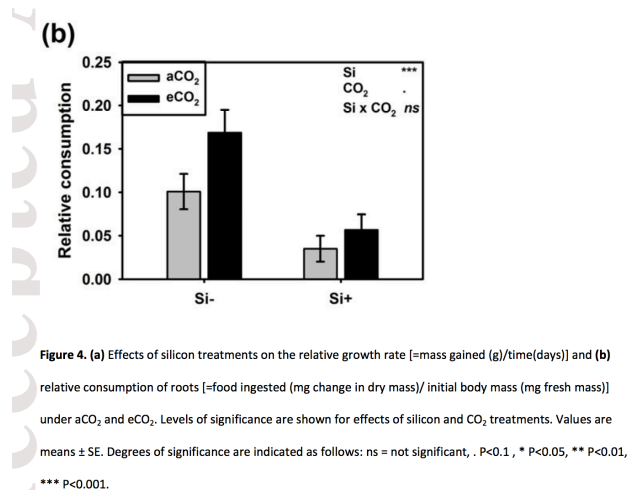 (b)
0.25
0.20
0.15
0.10
0.05
0.00
Relative consumption
aCO₂
eCO₂
Si ***
CO₂ .
Si x CO₂ ns
Si- Si+
Figure 4. (a) Effects of silicon treatments on the relative growth rate [=mass gained (g)/time(days)] and (b)
relative consumption of roots [=food ingested (mg change in dry mass)/ initial body mass (mg fresh mass)]
under aCO₂ and eCO₂. Levels of significance are shown for effects of silicon and CO₂ treatments. Values are
means ± SE. Degrees of significance are indicated as follows: ns = not significant, . P<0.1 , * P<0.05, ** P<0.01,
*** P<0.001.